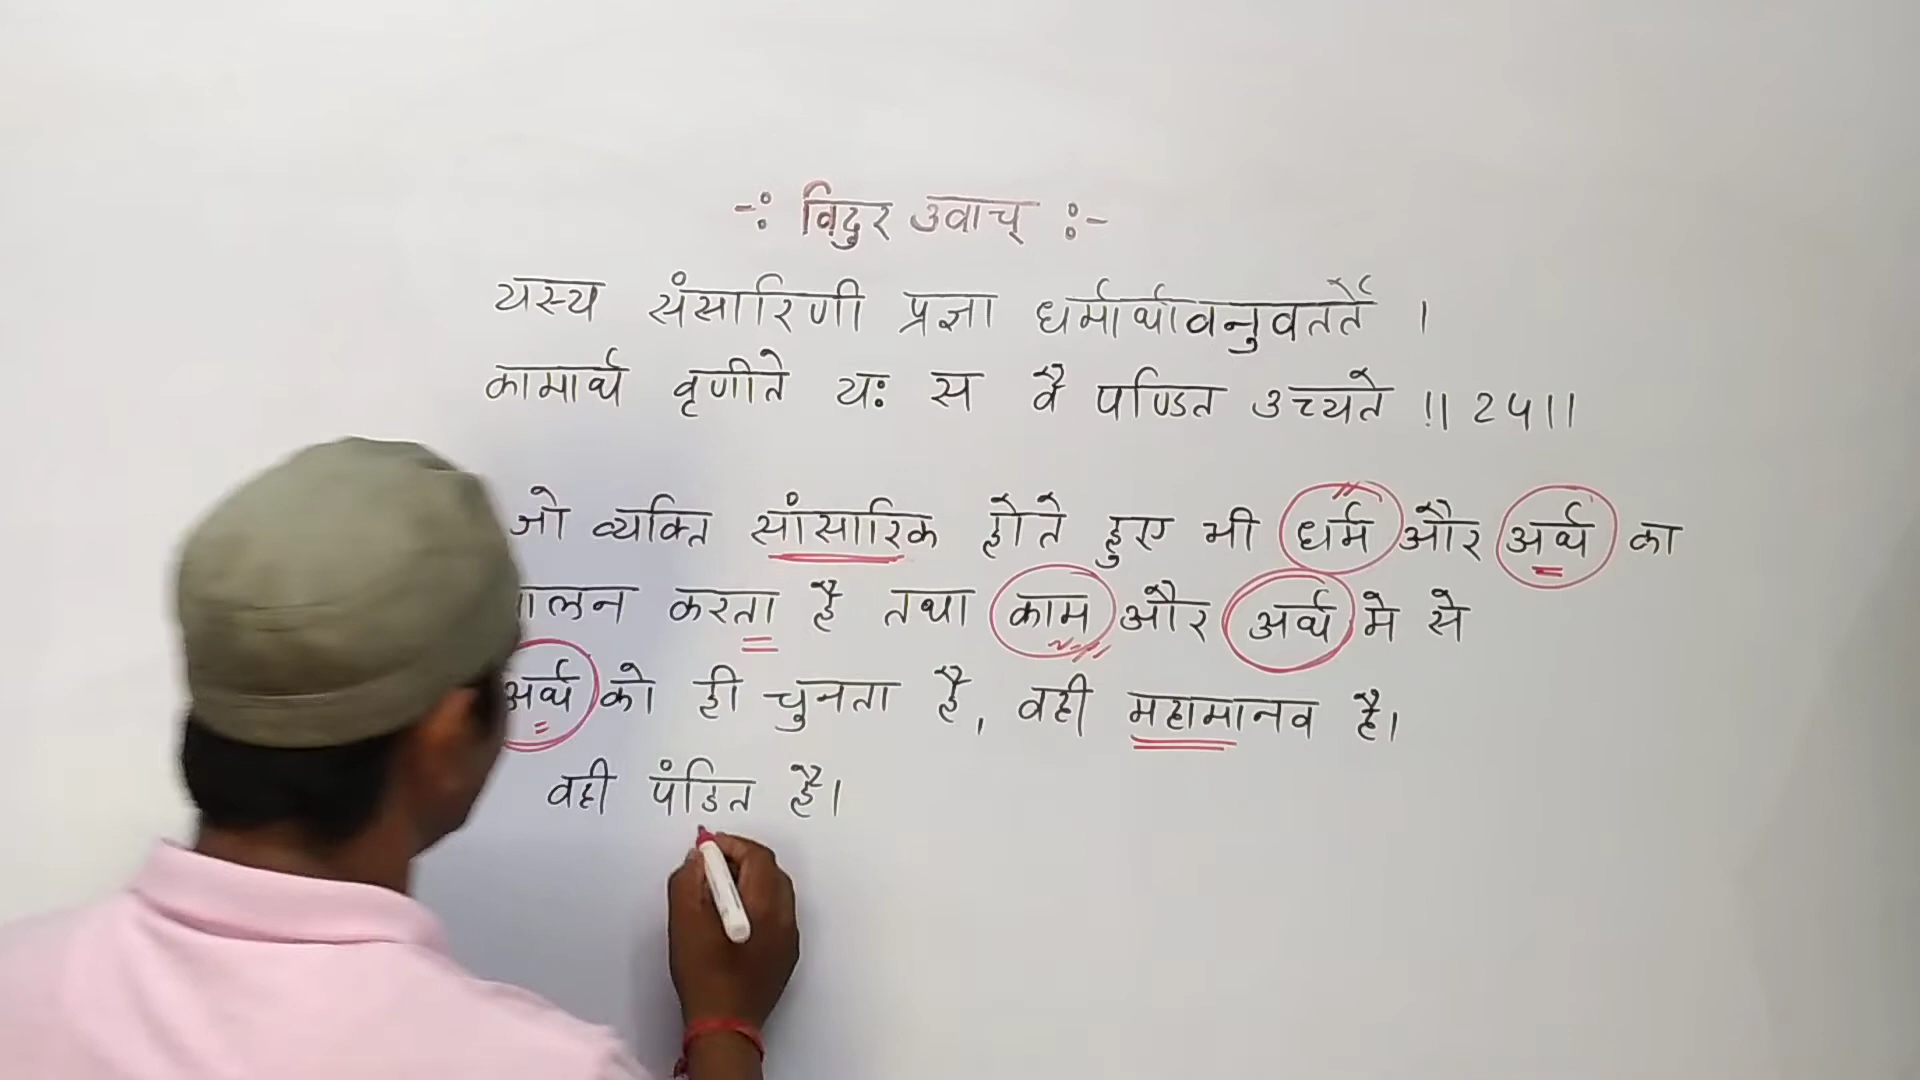 -: विदुर उवाच् :-
यस्य संसारिणी प्रज्ञा धर्मार्थावनुवर्तते ।
कामार्थ वृणीते यः स वै पण्डित उच्यते ॥ 25॥
जो व्यक्ति सांसारिक होते हुए भी धर्म और अर्थ का
ालन करता है तथा काम और अर्थ मे से
अर्थ को ही चुनता है, वही महामानव है।
वही पंडित है।